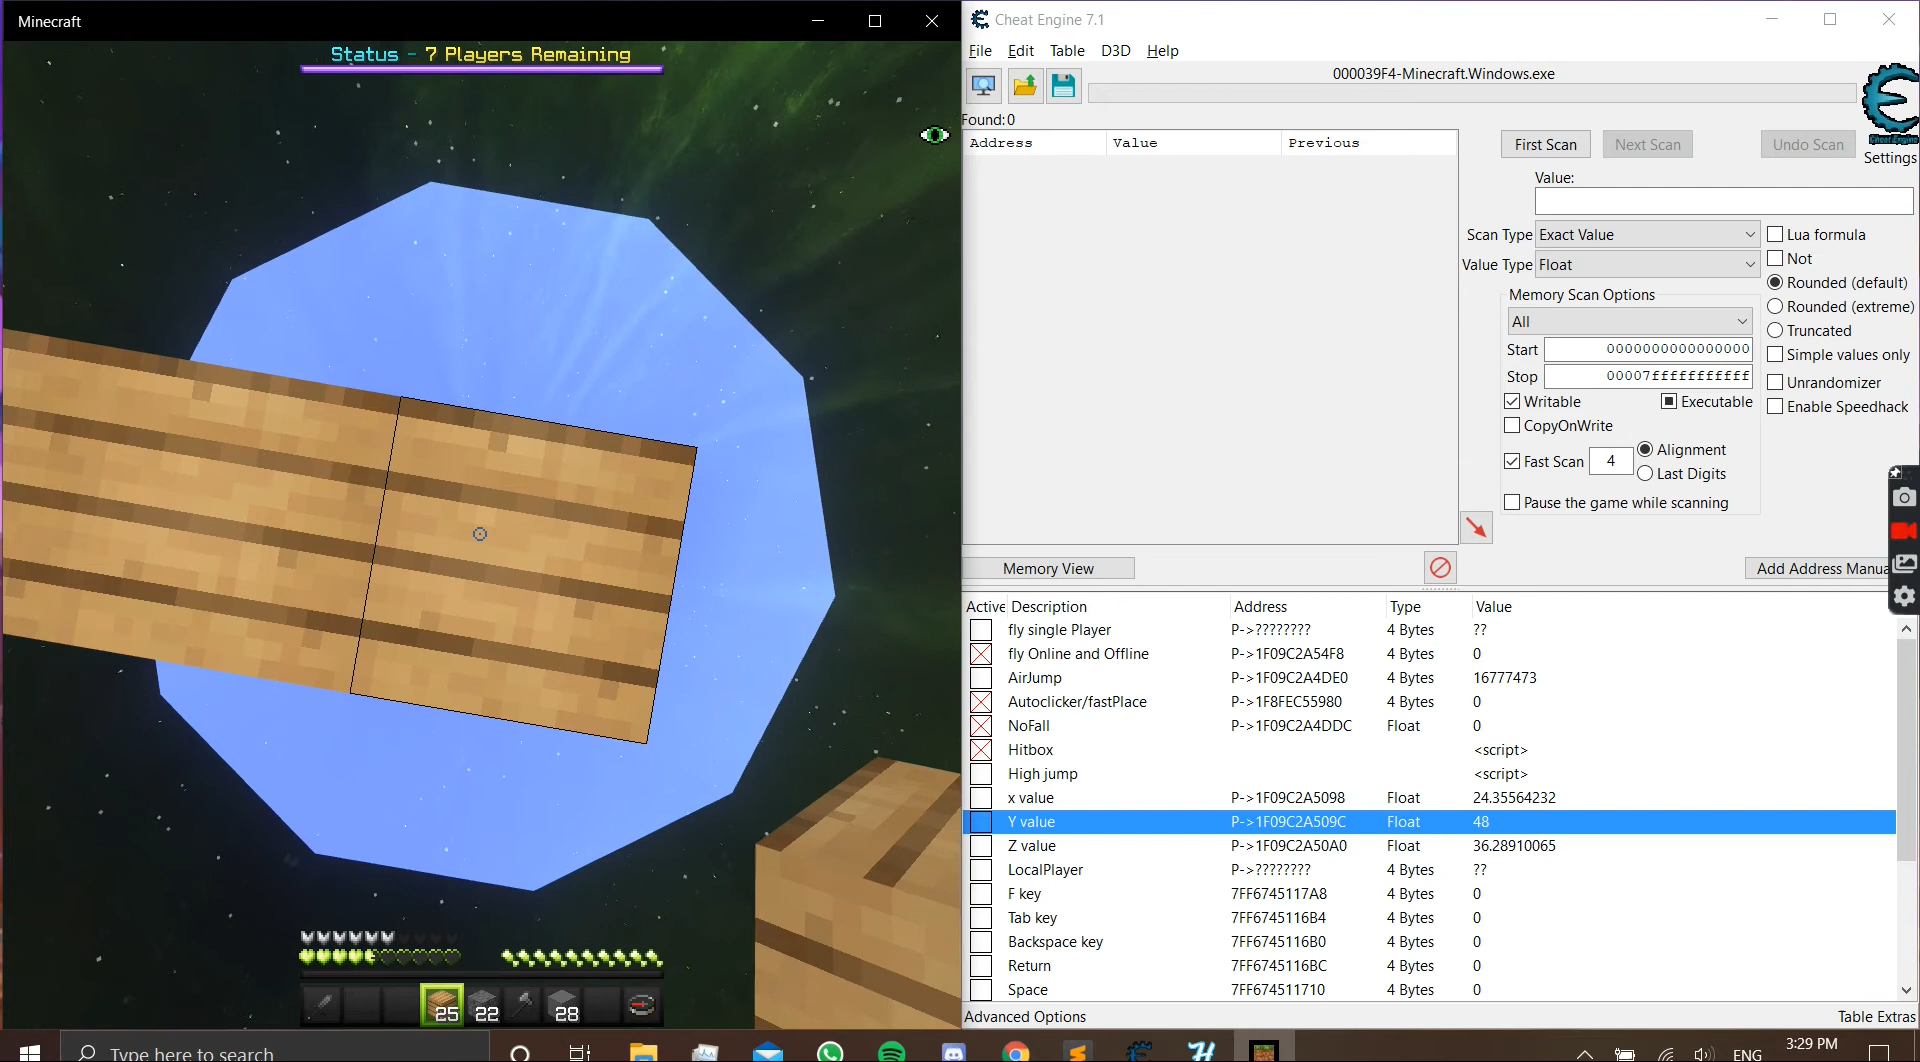 Minecraft
Status - 7 Players Remaining
25 22 28
Cheat Engine 7.1
File Edit Table D3D Help
000039F4-Minecraft.Windows.exe
Found:0
Address Value Previous
First Scan Next Scan Undo Scan
Cheat Engine
Settings
Value:
Scan Type Exact Value
Lua formula
Not
Value Type Float
Rounded (default)
Memory Scan Options
Rounded (extreme)
All
Truncated
Start 0000000000000000
Simple values only
Stop 00007fffffffffff
Unrandomizer
Writable Executable
Enable Speedhack
CopyOnWrite
Alignment
Fast Scan 4
Last Digits
Pause the game while scanning
Memory View
Add Address Manua
Active Description Address Type Value
fly single Player P->???????? 4 Bytes ??
fly Online and Offline P->1F09C2A54F8 4 Bytes 0
AirJump P->1F09C2A4DE0 4 Bytes 16777473
Autoclicker/fastPlace P->1F8FEC55980 4 Bytes 0
NoFall P->1F09C2A4DDC Float 0
Hitbox <script>
High jump <script>
x value P->1F09C2A5098 Float 24.35564232
Y value P->1F09C2A509C Float 48
Z value P->1F09C2A50A0 Float 36.28910065
LocalPlayer P->???????? 4 Bytes ??
F key 7FF6745117A8 4 Bytes 0
Tab key 7FF6745116B4 4 Bytes 0
Backspace key 7FF6745116B0 4 Bytes 0
Return 7FF6745116BC 4 Bytes 0
Space 7FF674511710 4 Bytes 0
Advanced Options
Table Extras
Type here to search
ENG
3:29 PM